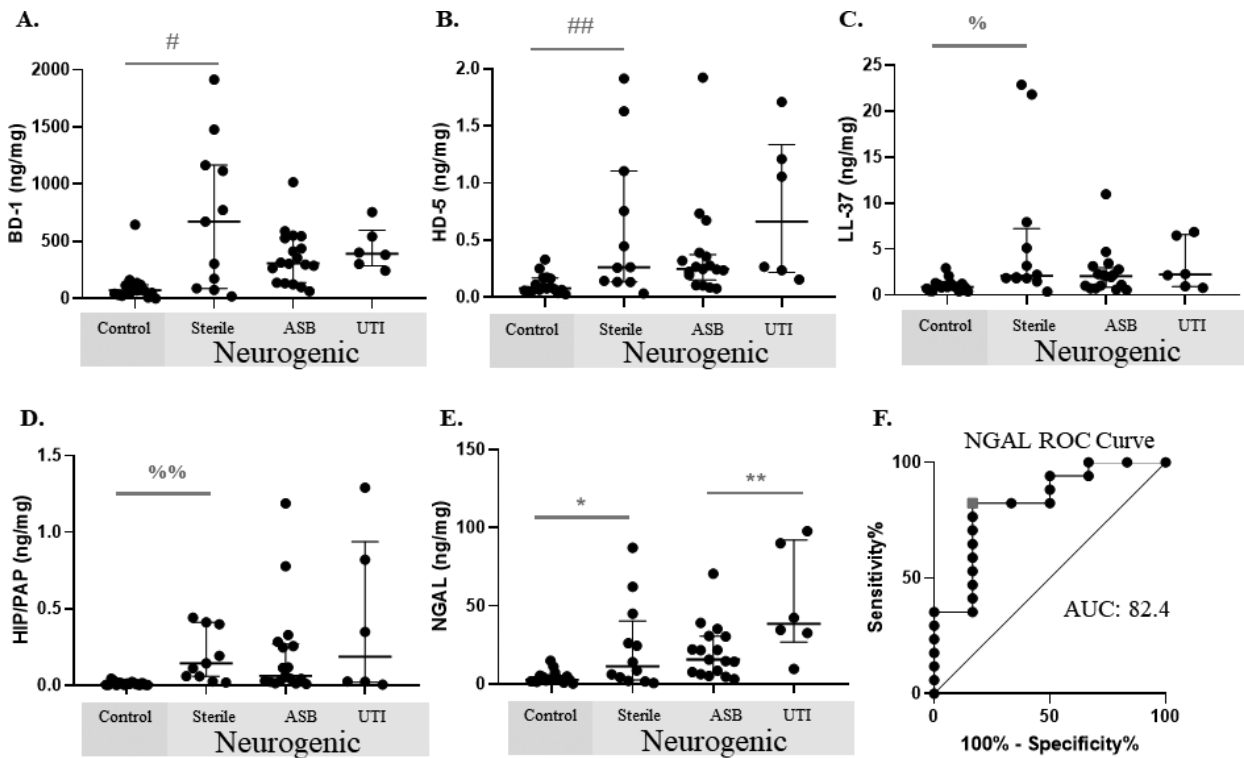 A.
#
BD-1 (ng/mg)
2000
1500
1000
500
0
Control Sterile ASB UTI
Neurogenic
B.
##
HD-5 (ng/mg)
2.0
1.5
1.0
0.5
0.0
Control Sterile ASB UTI
Neurogenic
C.
%
LL-37 (ng/mg)
25
20
15
10
5
0
Control Sterile ASB UTI
Neurogenic
D.
%%
HIP/PAP (ng/mg)
1.5
1.0
0.5
0.0
Control Sterile ASB UTI
Neurogenic
E.
*
**
NGAL (ng/mg)
150
100
50
0
Control Sterile ASB UTI
Neurogenic
F.
NGAL ROC Curve
Sensitivity%
100
50
0
AUC: 82.4
0 50 100
100% - Specificity%